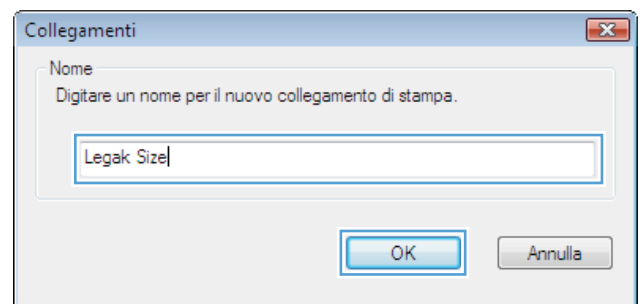 Collegamenti
Nome
Digitare un nome per il nuovo collegamento di stampa.
Legak Size
OK Annulla